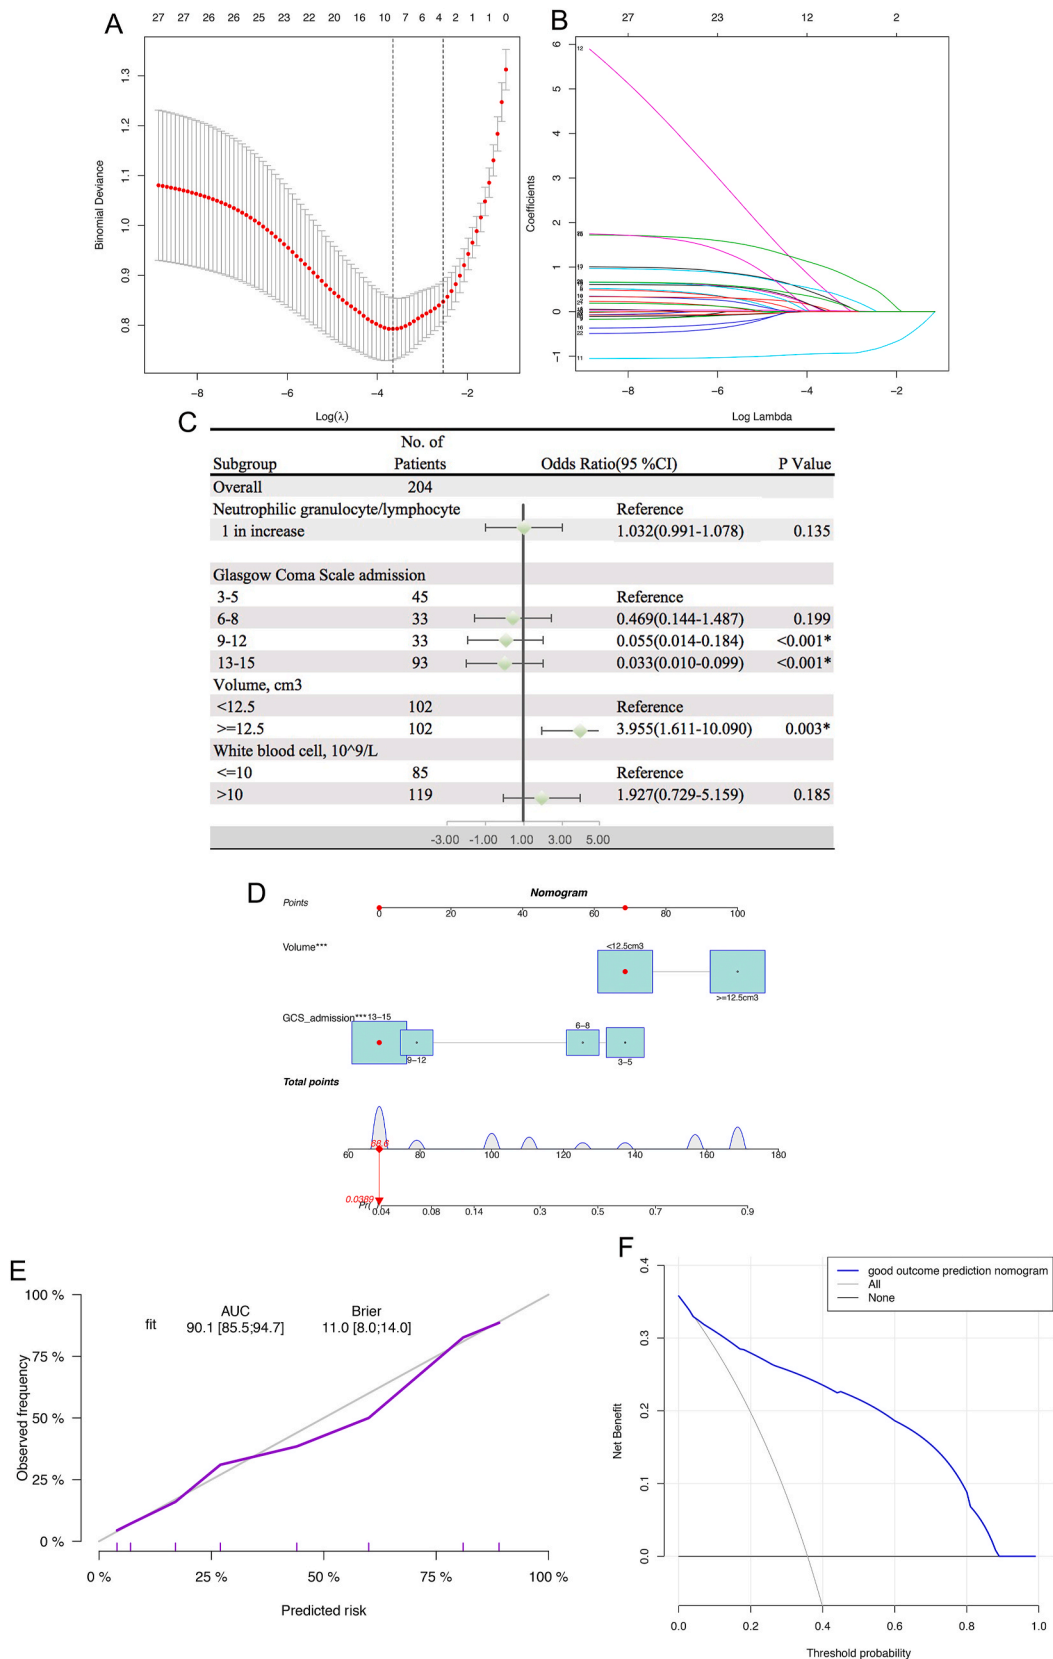 A
27 27 26 26 25 23 22 20 14 10 7 6 4 2 1 1 0
Binomial Deviance
1.3
1.2
1.1
1.0
0.9
0.8
−8 −6 −4 −2
Log(λ)
B
27 23 12 2
Coefficients
6
5
4
3
2
1
0
−1
12
16
22
11
−8 −6 −4 −2
Log Lambda
C
Subgroup No. of Patients Odds Ratio(95 %CI) P Value
Overall 204
Neutrophilic granulocyte/lymphocyte Reference
1 in increase 1.032(0.991-1.078) 0.135
Glasgow Coma Scale admission
3-5 45 Reference
6-8 33 0.469(0.144-1.487) 0.199
9-12 33 0.055(0.014-0.184) <0.001*
13-15 93 0.033(0.010-0.099) <0.001*
Volume, cm3
<12.5 102 Reference
>=12.5 102 3.955(1.611-10.090) 0.003*
White blood cell, 10^9/L
<=10 85 Reference
>10 119 1.927(0.729-5.159) 0.185
-3.00 -1.00 1.00 3.00 5.00
D
Nomogram
Points
0 20 40 60 80 100
Volume***
<12.5cm3
>=12.5cm3
GCS_admission***
13−15
9−12
6−8
3−5
Total points
68.6
60 80 100 120 140 160 180
0.0389
Pr(
0.04 0.08 0.14 0.3 0.5 0.7 0.9
E
AUC Brier
fit 90.1 [85.5;94.7] 11.0 [8.0;14.0]
Observed frequency
100 %
75 %
50 %
25 %
0 %
0 % 25 % 50 % 75 % 100 %
Predicted risk
F
good outcome prediction nomogram
All
None
Net Benefit
0.4
0.3
0.2
0.1
0.0
0.0 0.2 0.4 0.6 0.8 1.0
Threshold probability